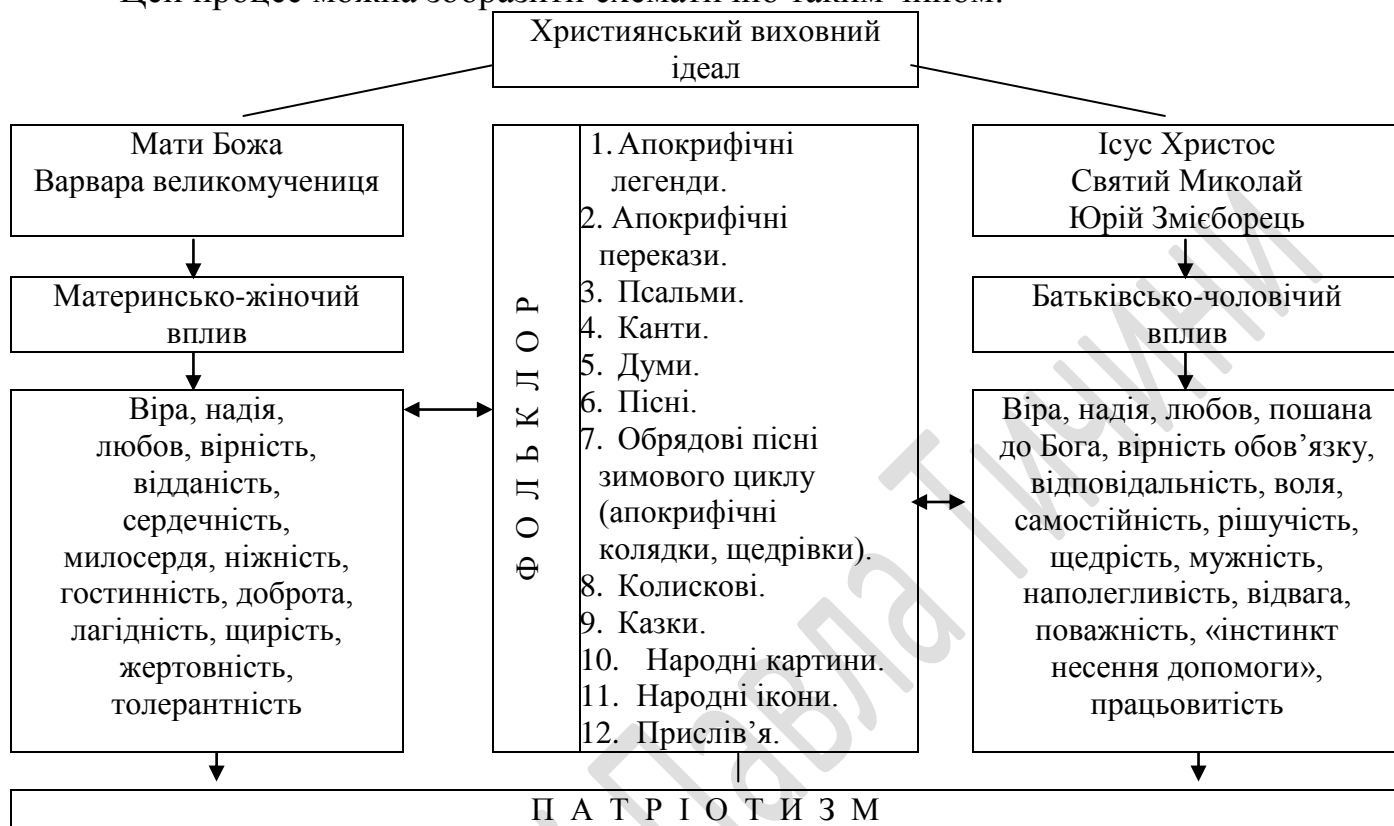 Цей процес можна зобразити схематично таким чином:
Християнський виховний
ідеал
Мати Божа
Варвара великомучениця
Материнсько-жіночий
вплив
Віра, надія,
любов, вірність,
відданість,
сердечність,
милосердя, ніжність,
гостинність, доброта,
лагідність, щирість,
жертовність,
толерантність
Ф О Л Ь К Л О Р
1. Апокрифічні
легенди.
2. Апокрифічні
перекази.
3. Псальми.
4. Канти.
5. Думи.
6. Пісні.
7. Обрядові пісні
зимового циклу
(апокрифічні
колядки, щедрівки).
8. Колискові.
9. Казки.
10. Народні картини.
11. Народні ікони.
12. Прислів’я.
Ісус Христос
Святий Миколай
Юрій Змієборець
Батьківсько-чоловічий
вплив
Віра, надія, любов, пошана
до Бога, вірність обов’язку,
відповідальність, воля,
самостійність, рішучість,
щедрість, мужність,
наполегливість, відвага,
поважність, «інстинкт
несення допомоги»,
працьовитість
П А Т Р І О Т И З М
Павла Тичини